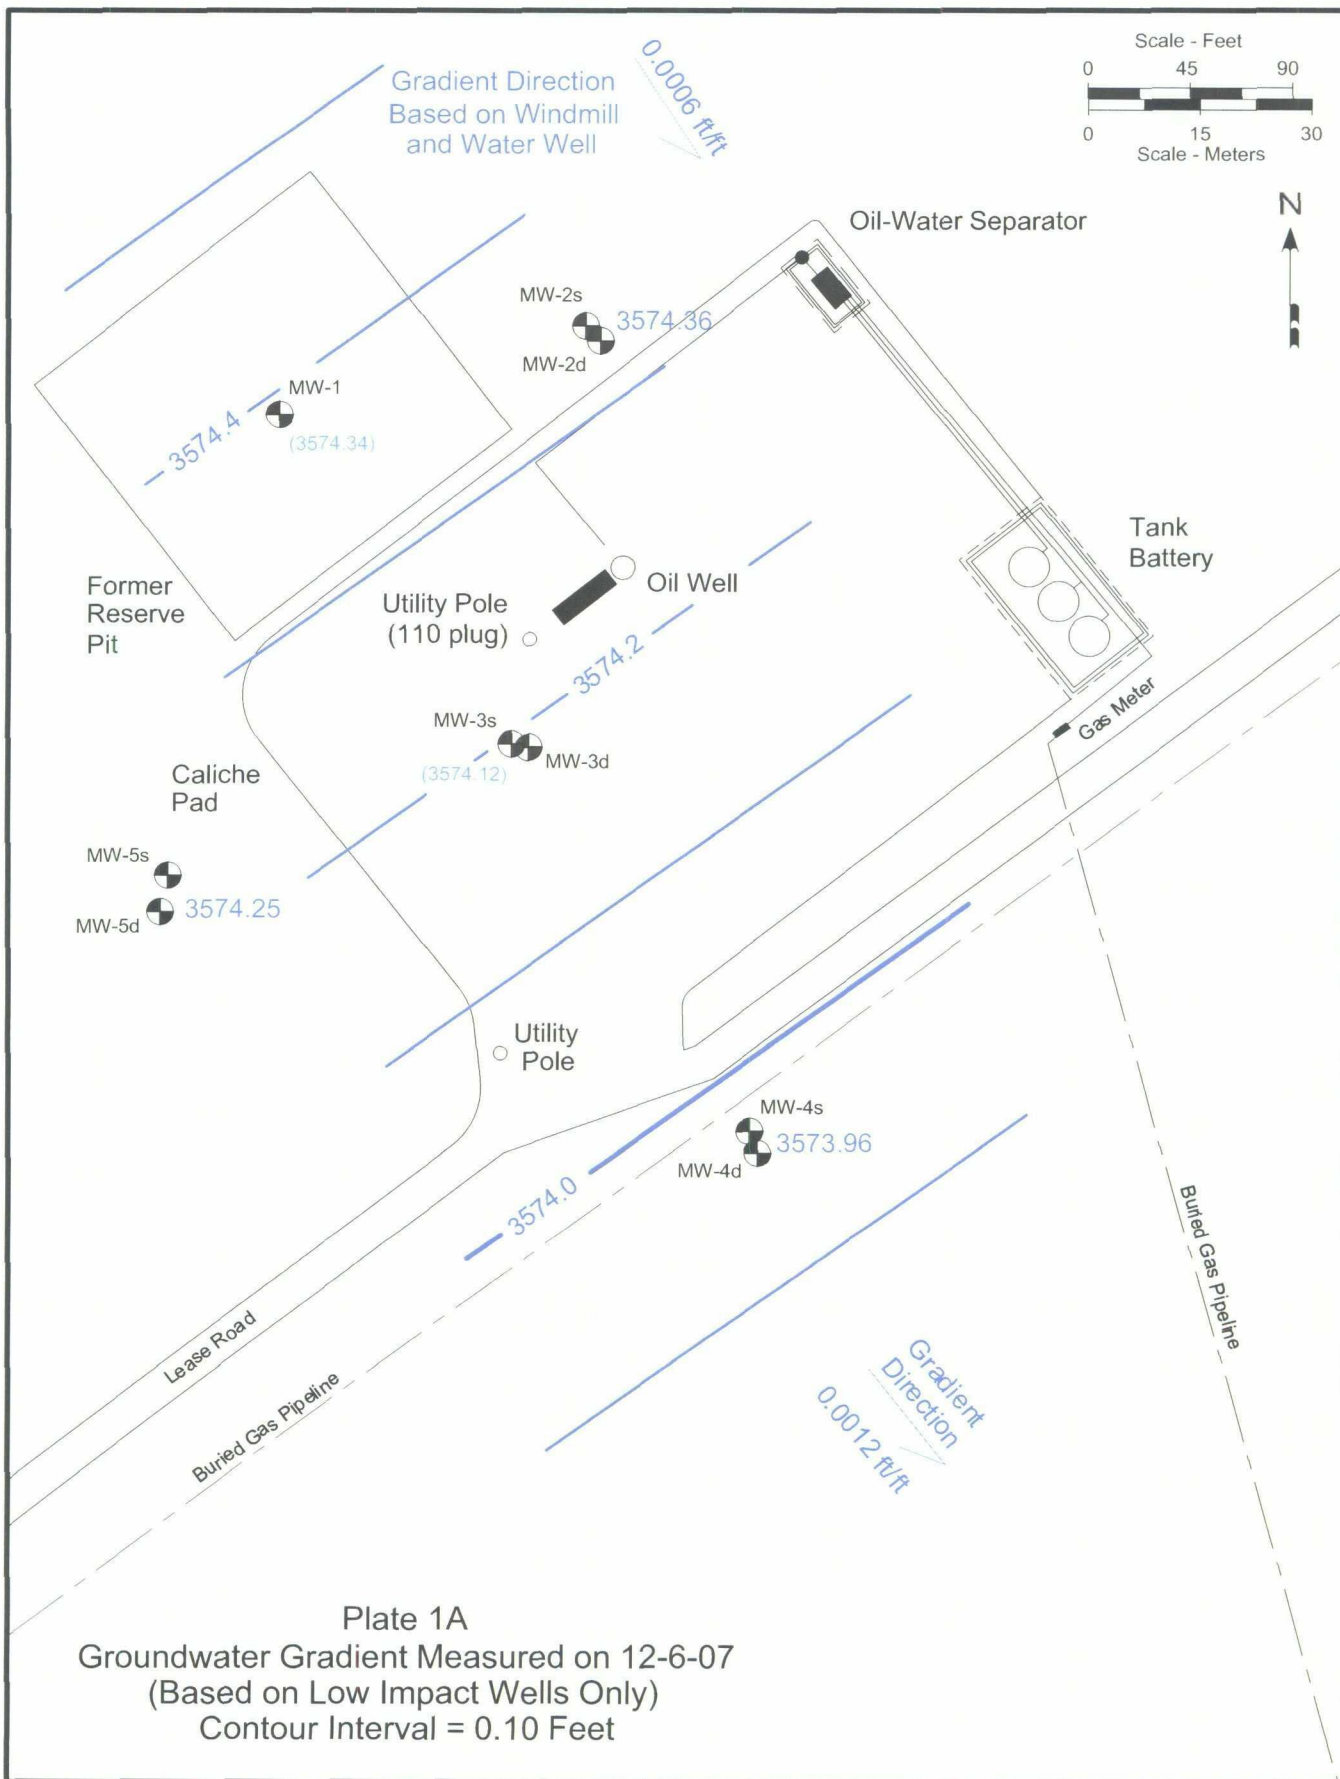 Scale - Feet
0 45 90
0 15 30
Scale - Meters
N
Gradient Direction
Based on Windmill
and Water Well
0.0006 ft/ft
Oil-Water Separator
MW-2s
3574.36
MW-2d
MW-1
3574.4
(3574.34)
Tank
Battery
Former
Reserve
Pit
Oil Well
Utility Pole
(110 plug)
3574.2
MW-3s
MW-3d
(3574.12)
Gas Meter
Caliche
Pad
MW-5s
3574.25
MW-5d
Utility
Pole
MW-4s
3573.96
MW-4d
3574.0
Buried Gas Pipeline
Lease Road
Buried Gas Pipeline
Gradient
Direction
0.0012 ft/ft
Plate 1A
Groundwater Gradient Measured on 12-6-07
(Based on Low Impact Wells Only)
Contour Interval = 0.10 Feet